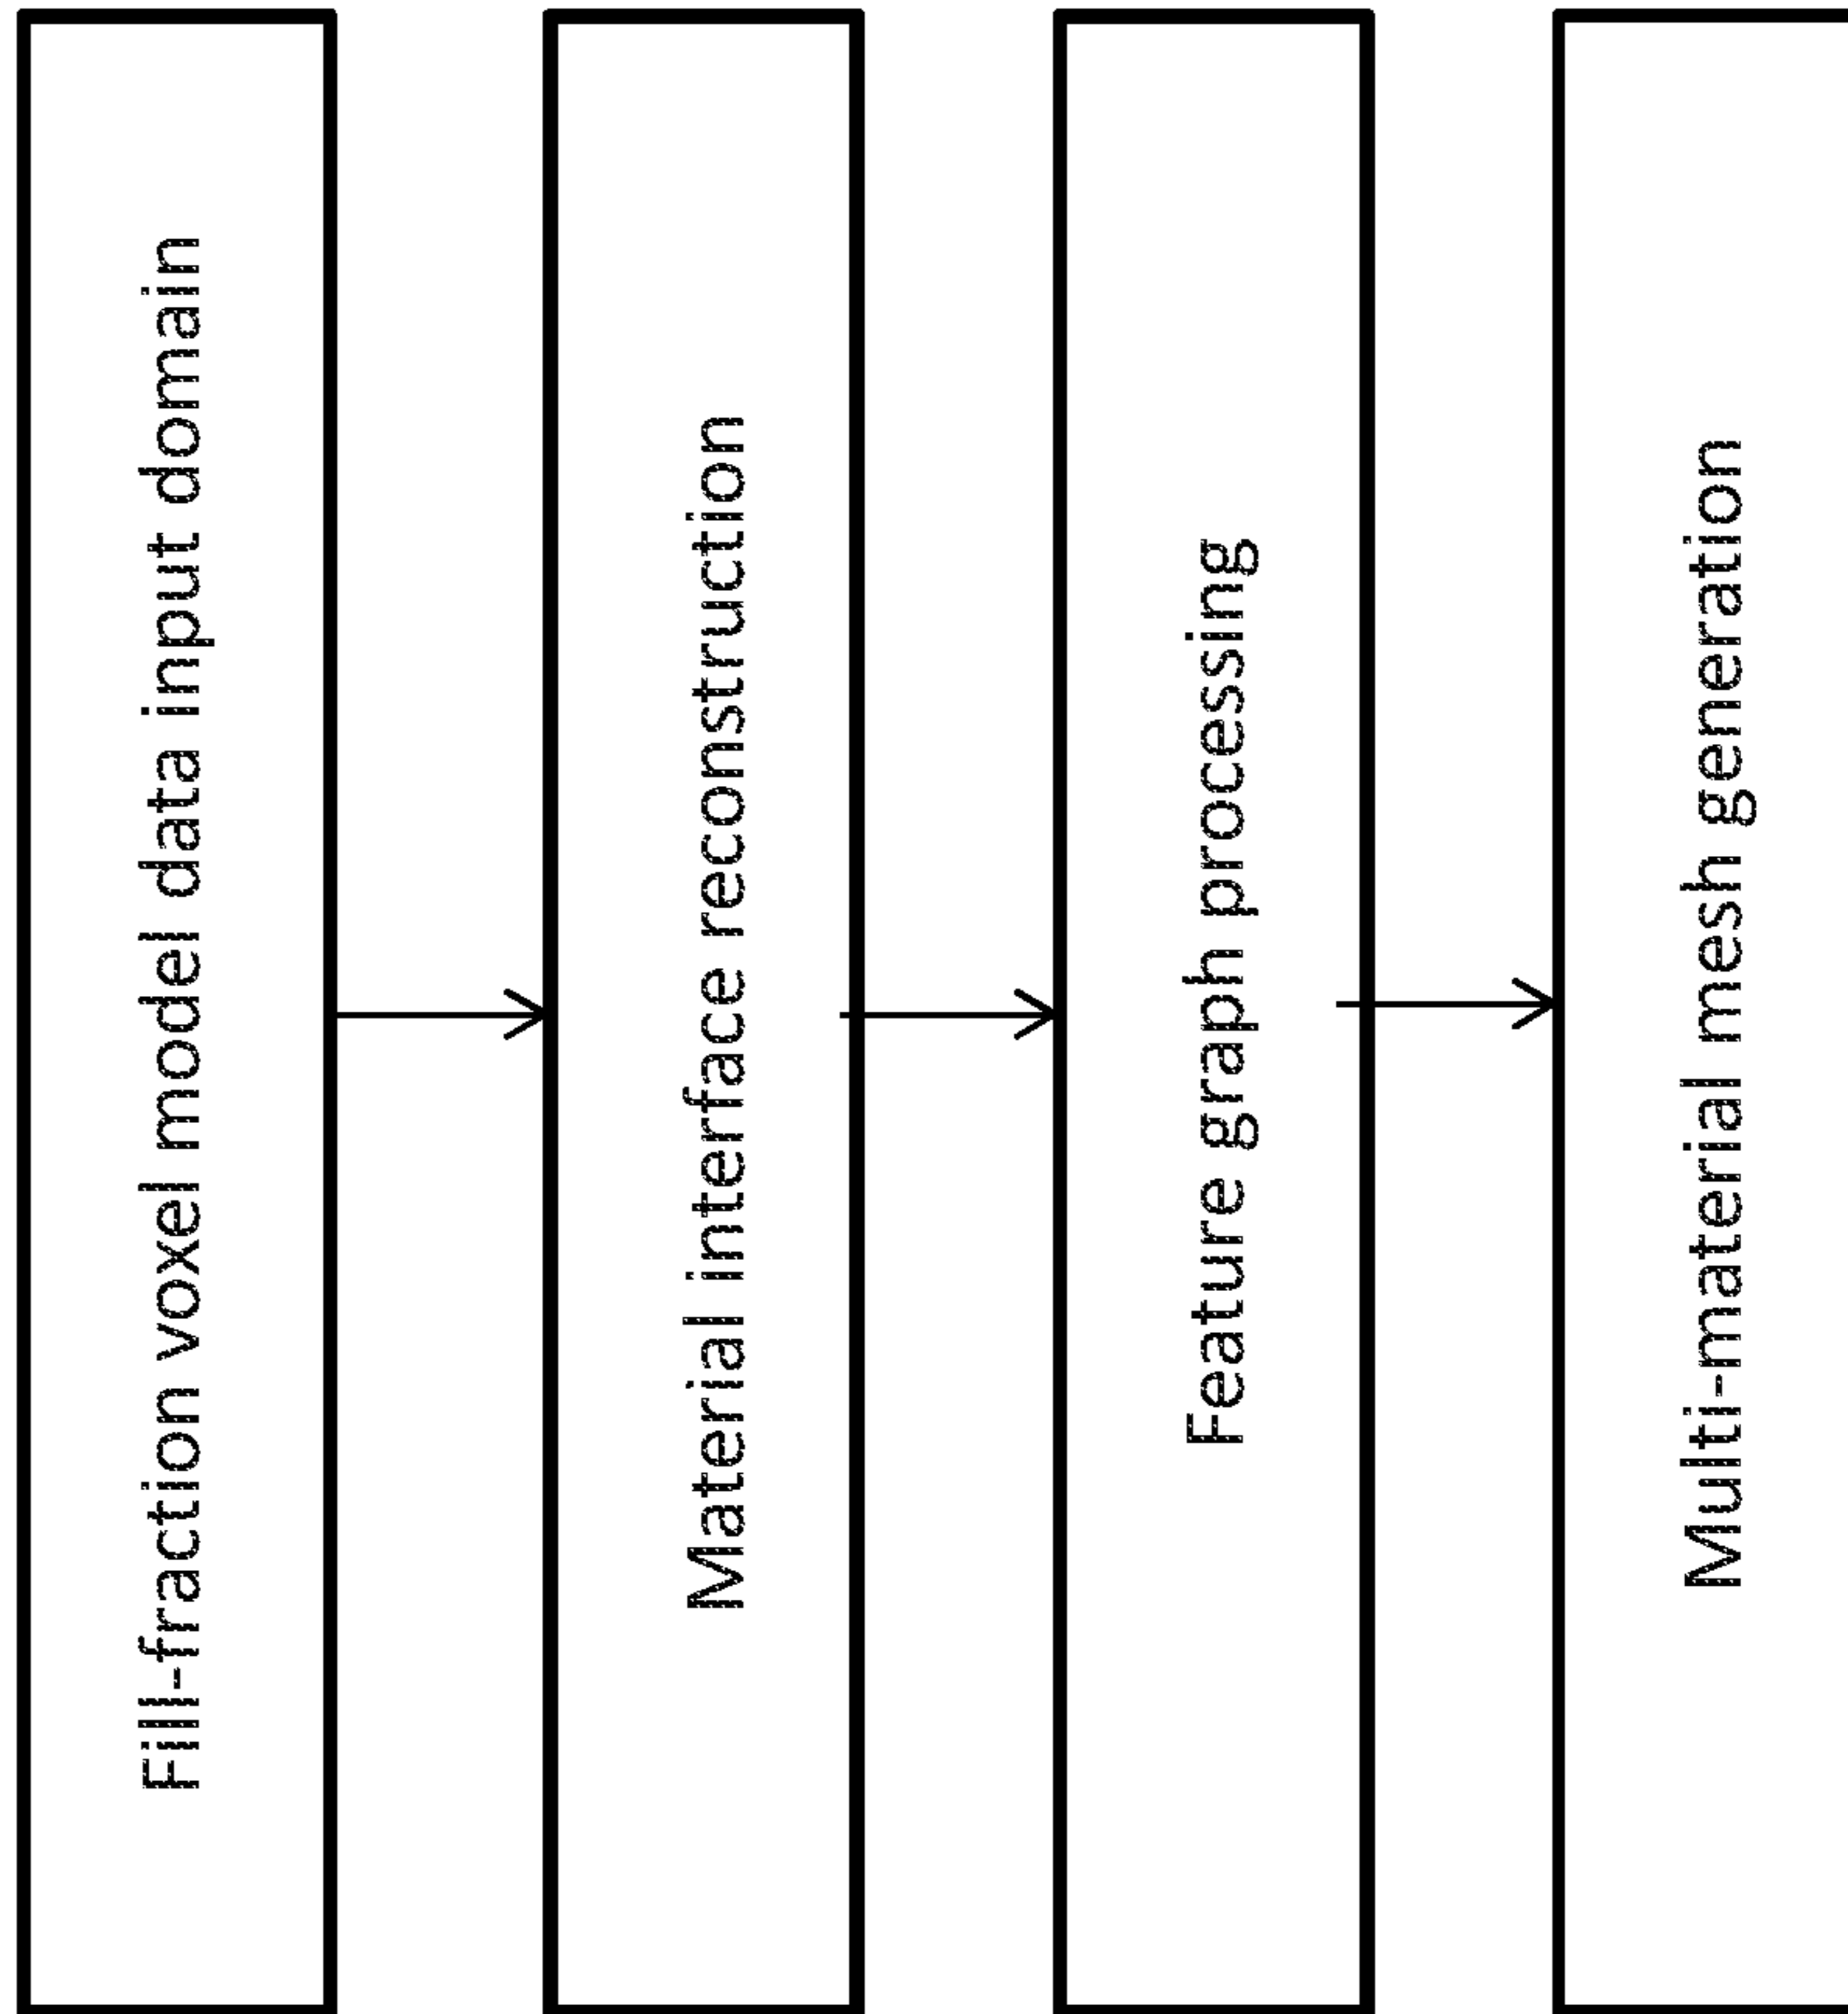 Fill-fraction voxel model data input domain
Material interface reconstruction
Feature graph processing
Multi-material mesh generation